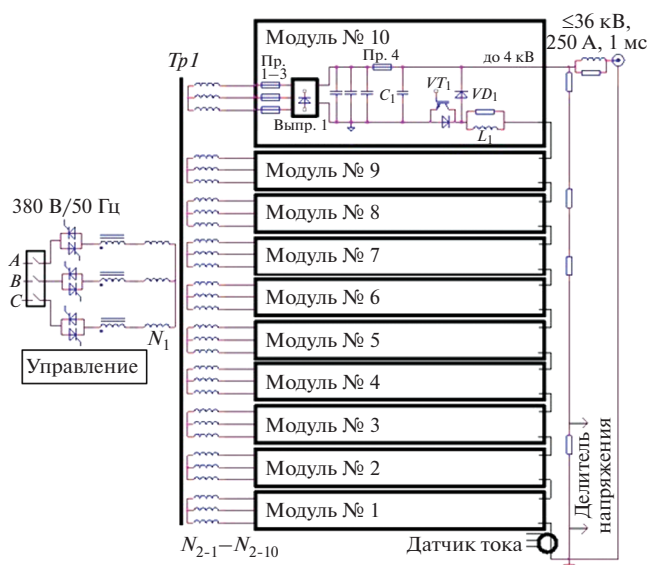 Модуль № 10
≤36 кВ,
250 А, 1 мс
Тр1
Пр.
1–3
Пр. 4
до 4 кВ
C1
VT1
VD1
Выпр. 1
L1
Модуль № 9
380 В/50 Гц
Модуль № 8
Модуль № 7
A
B
C
Модуль № 6
N1
Модуль № 5
Управление
Модуль № 4
Модуль № 3
Модуль № 2
Модуль № 1
Делитель
напряжения
N2-1–N2-10
Датчик тока